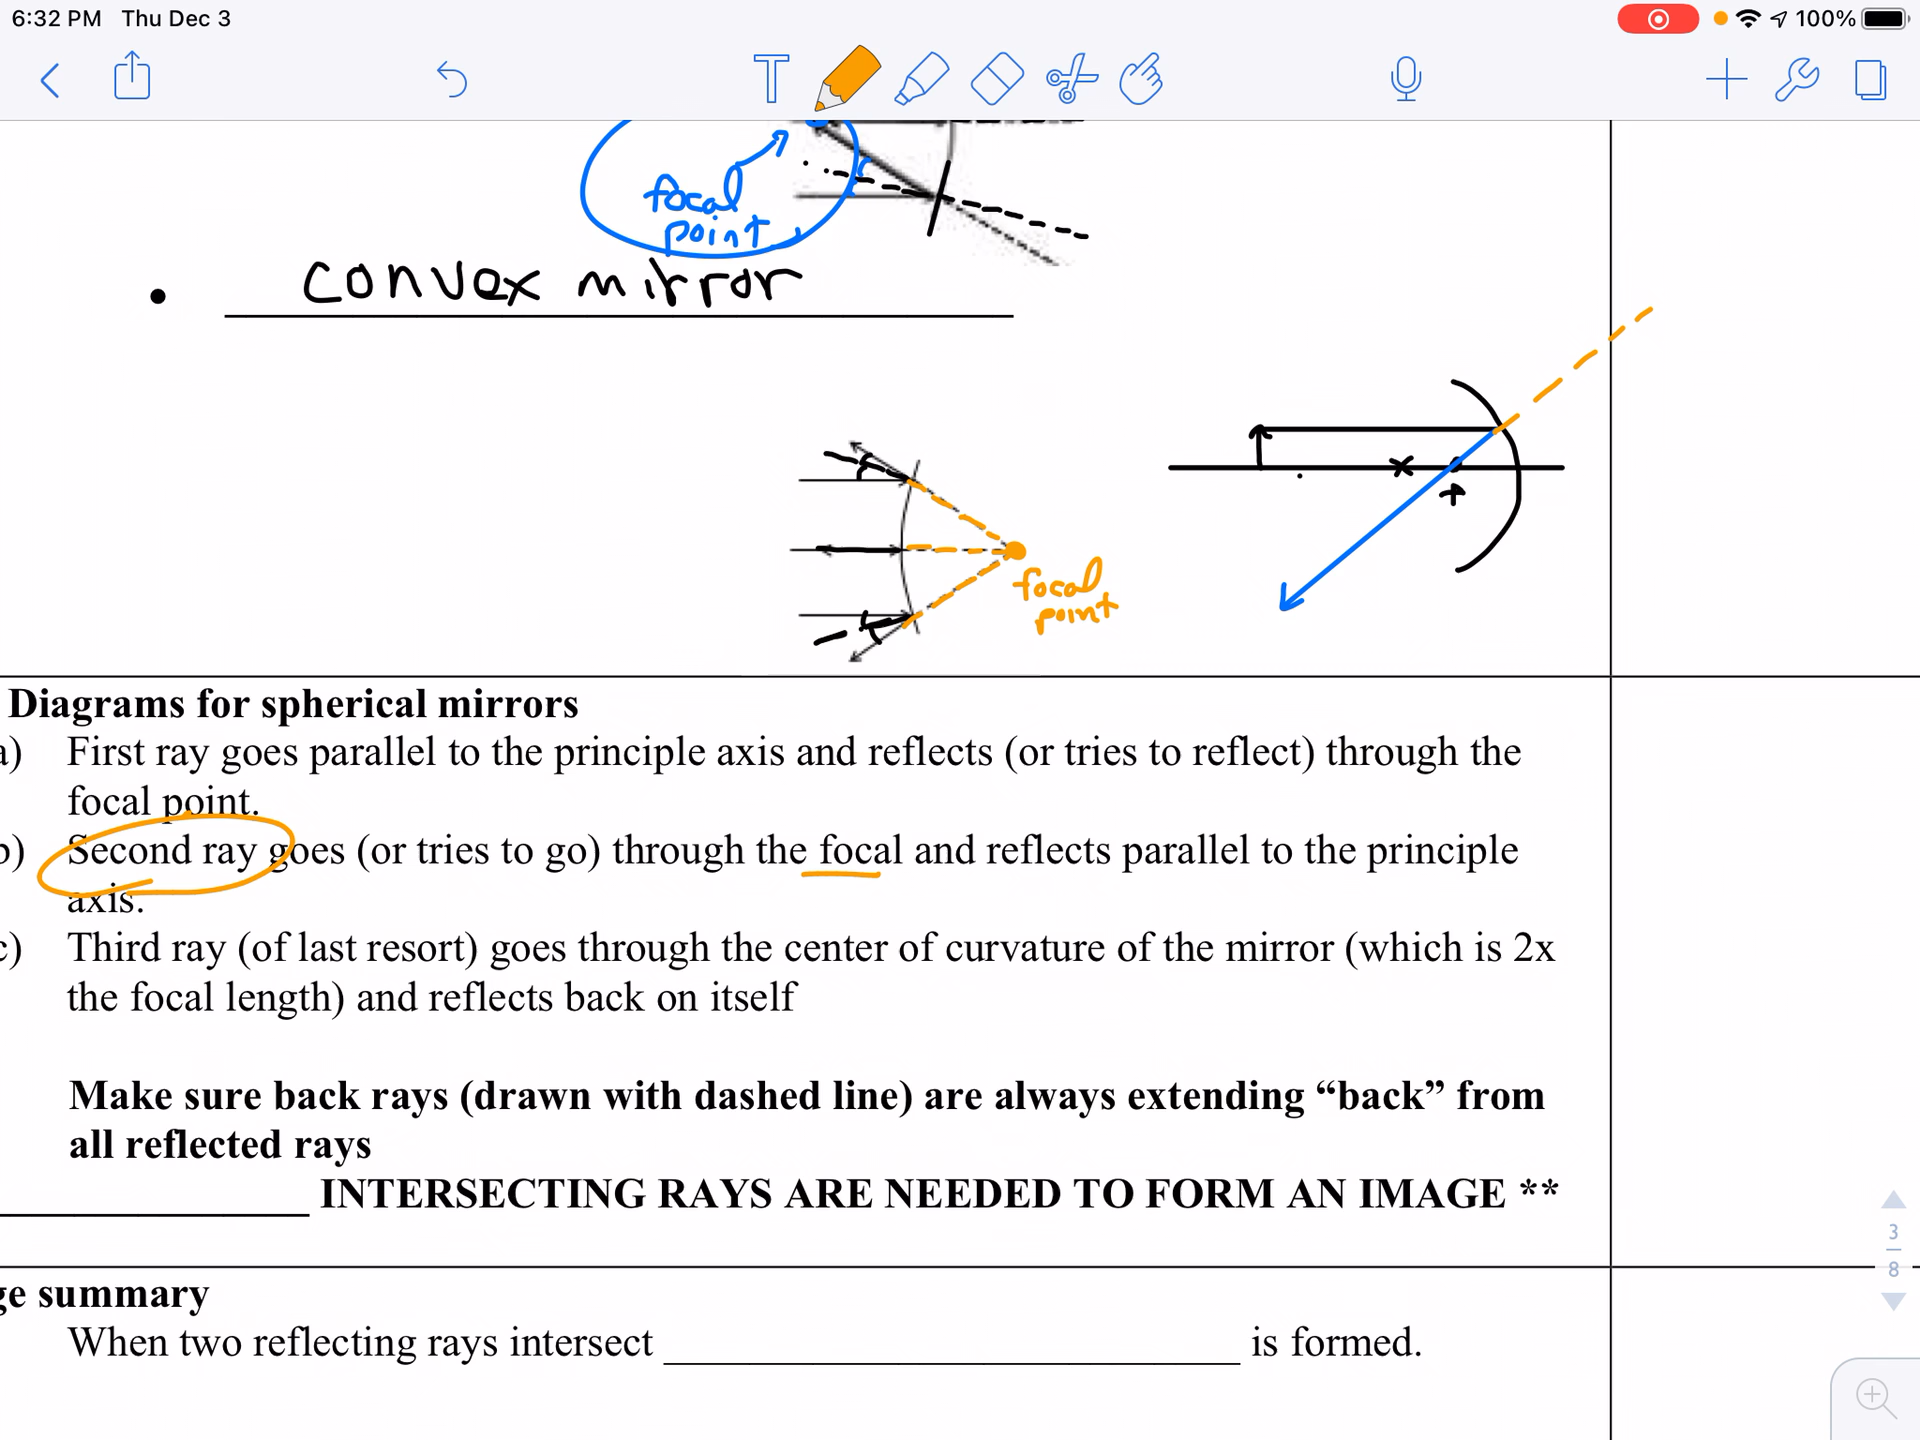 6:32 PM Thu Dec 3
100%
T
focal
point
• convex mirror
focal
point
Diagrams for spherical mirrors
a) First ray goes parallel to the principle axis and reflects (or tries to reflect) through the
focal point.
b) Second ray goes (or tries to go) through the focal and reflects parallel to the principle
axis.
c) Third ray (of last resort) goes through the center of curvature of the mirror (which is 2x
the focal length) and reflects back on itself
Make sure back rays (drawn with dashed line) are always extending “back” from
all reflected rays
____________ INTERSECTING RAYS ARE NEEDED TO FORM AN IMAGE **
3
8
ge summary
When two reflecting rays intersect ____________ is formed.